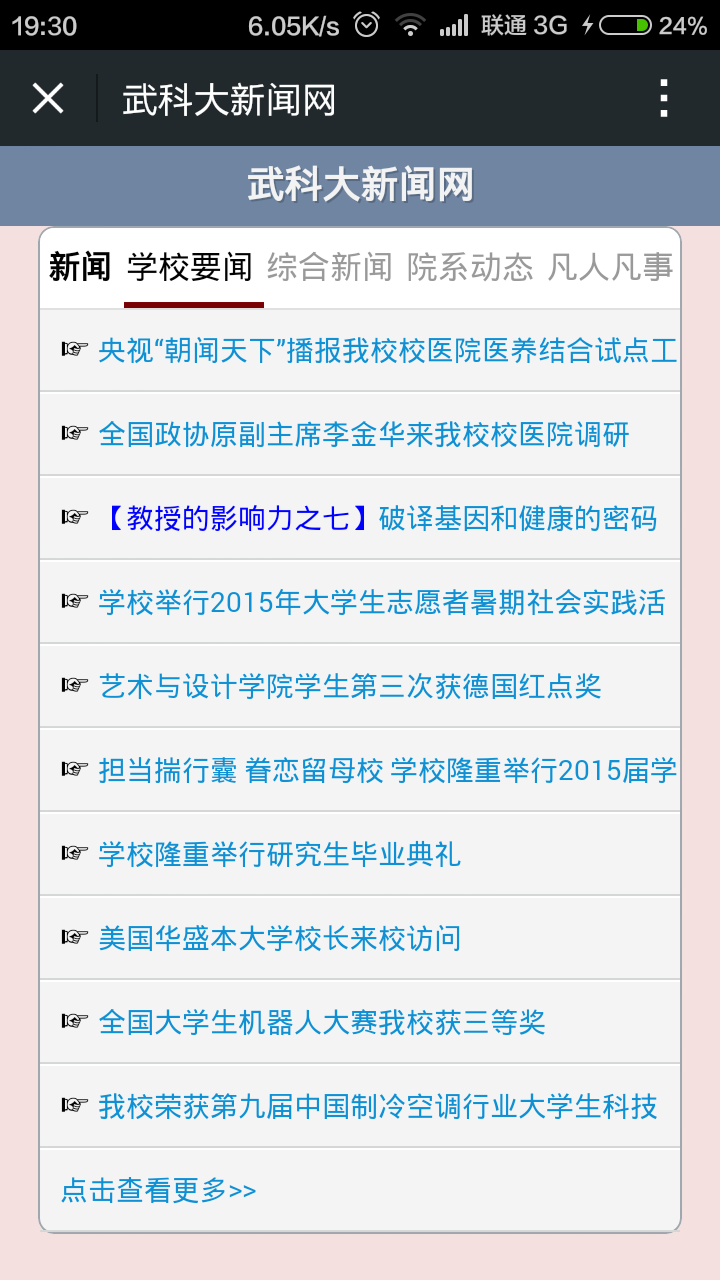 19:30 6.05K/s 联通 3G 24%
武科大新闻网
武科大新闻网
新闻 学校要闻 综合新闻 院系动态 凡人凡事
央视“朝闻天下”播报我校校医院医养结合试点工
全国政协原副主席李金华来我校校医院调研
【教授的影响力之七】破译基因和健康的密码
学校举行2015年大学生志愿者暑期社会实践活
艺术与设计学院学生第三次获德国红点奖
担当揣行囊 眷恋留母校 学校隆重举行2015届学
学校隆重举行研究生毕业典礼
美国华盛本大学校长来校访问
全国大学生机器人大赛我校获三等奖
我校荣获第九届中国制冷空调行业大学生科技
点击查看更多>>